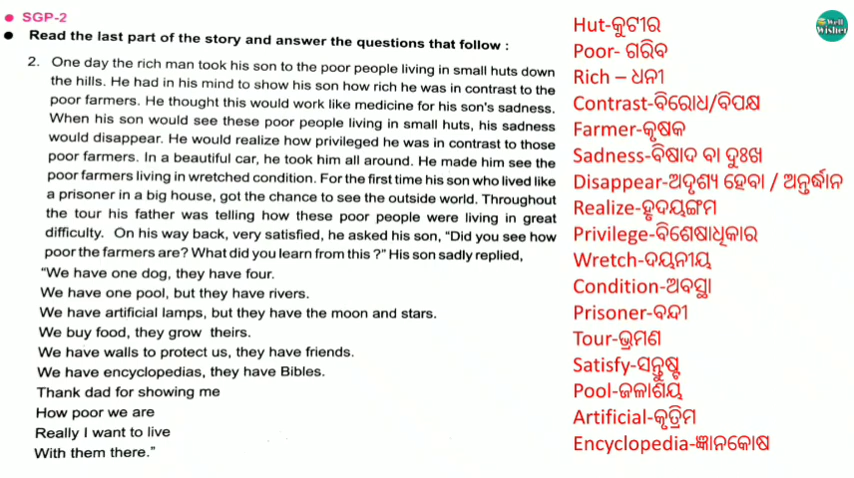 SGP-2
Read the last part of the story and answer the questions that follow :
2. One day the rich man took his son to the poor people living in small huts down
the hills. He had in his mind to show his son how rich he was in contrast to the
poor farmers. He thought this would work like medicine for his son's sadness.
When his son would see these poor people living in small huts, his sadness
would disappear. He would realize how privileged he was in contrast to those
poor farmers. In a beautiful car, he took him all around. He made him see the
poor farmers living in wretched condition. For the first time his son who lived like
a prisoner in a big house, got the chance to see the outside world. Throughout
the tour his father was telling how these poor people were living in great
difficulty. On his way back, very satisfied, he asked his son, "Did you see how
poor the farmers are? What did you learn from this ?" His son sadly replied,
"We have one dog, they have four.
We have one pool, but they have rivers.
We have artificial lamps, but they have the moon and stars.
We buy food, they grow theirs.
We have walls to protect us, they have friends.
We have encyclopedias, they have Bibles.
Thank dad for showing me
How poor we are
Really I want to live
With them there."
Hut-କୁଟୀର
Poor- ଗରିବ
Rich – ଧନୀ
Contrast-ବିରୋଧ/ବିପକ୍ଷ
Farmer-କୃଷକ
Sadness-ବିଷାଦ ବା ଦୁଃଖ
Disappear-ଅଦୃଶ୍ୟ ହେବା / ଅନ୍ତର୍ଦ୍ଧାନ
Realize-ହୃଦୟଙ୍ଗମ
Privilege-ବିଶେଷାଧିକାର
Wretch-ଦୟନୀୟ
Condition-ଅବସ୍ଥା
Prisoner-ବନ୍ଦୀ
Tour-ଭ୍ରମଣ
Satisfy-ସନ୍ତୁଷ୍ଟ
Pool-ଜଳାଶୟ
Artificial-କୃତ୍ରିମ
Encyclopedia-ଜ୍ଞାନକୋଷ
Well
Wisher